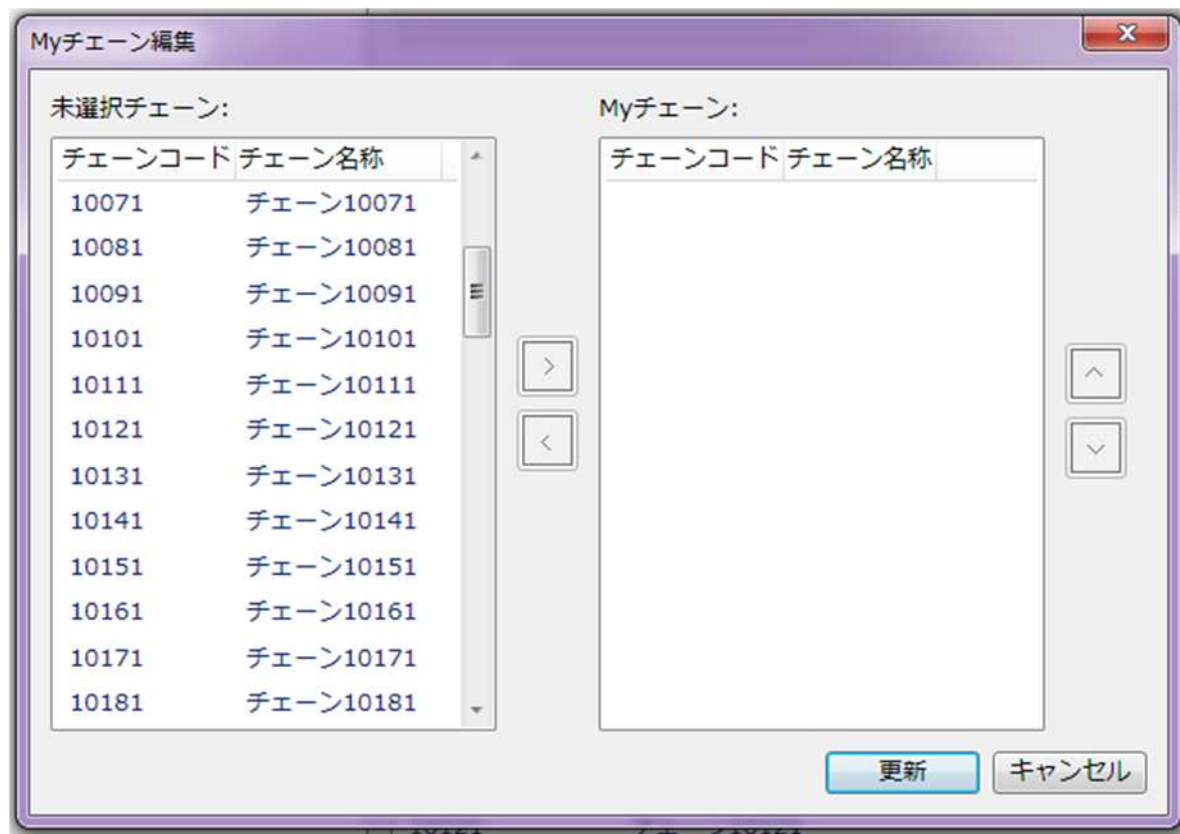 Myチェーン編集
未選択チェーン:
チェーンコード チェーン名称
10071 チェーン10071
10081 チェーン10081
10091 チェーン10091
10101 チェーン10101
10111 チェーン10111
10121 チェーン10121
10131 チェーン10131
10141 チェーン10141
10151 チェーン10151
10161 チェーン10161
10171 チェーン10171
10181 チェーン10181
Myチェーン:
チェーンコード チェーン名称
更新 キャンセル